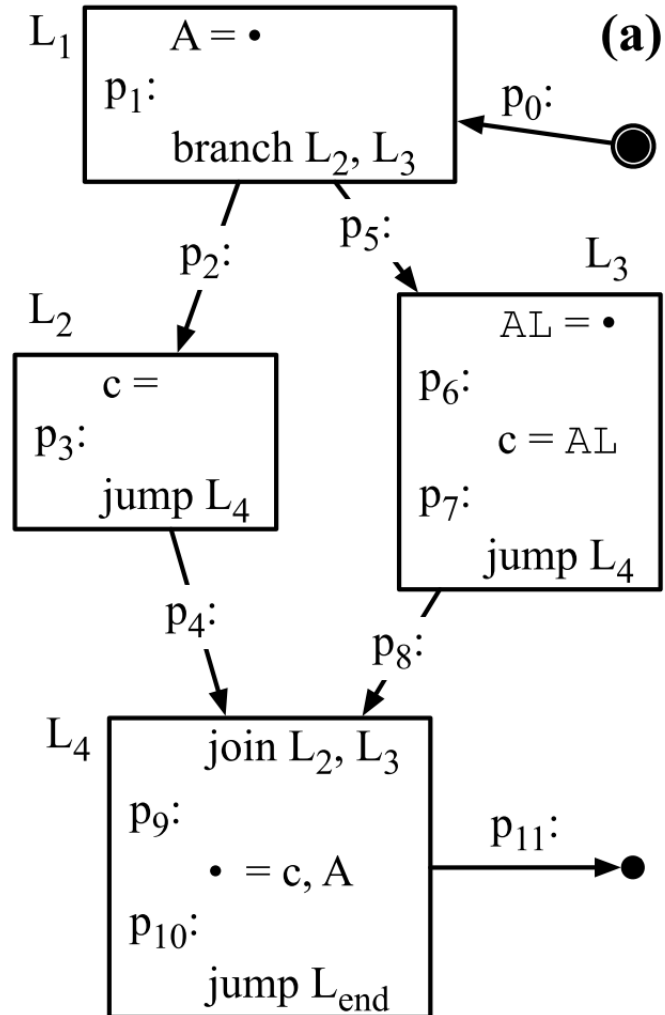 (a)
L₁
A = •
p₁:
branch L₂, L₃
p₀:
p₂:
p₅:
L₂
c =
p₃:
jump L₄
L₃
AL = •
p₆:
c = AL
p₇:
jump L₄
p₄:
p₈:
L₄
join L₂, L₃
p₉:
• = c, A
p₁₀:
jump Lend
p₁₁: